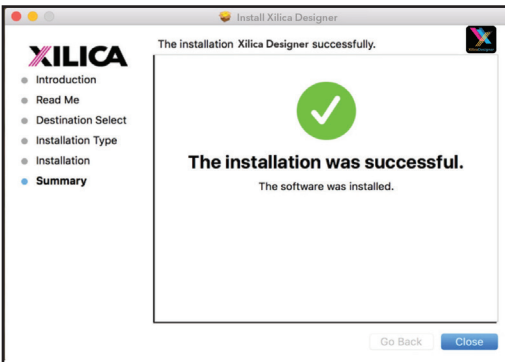 Install Xilica Designer
The installation Xilica Designer successfully.
XILICA
Introduction
Read Me
Destination Select
Installation Type
Installation
Summary
The installation was successful.
The software was installed.
Go Back
Close